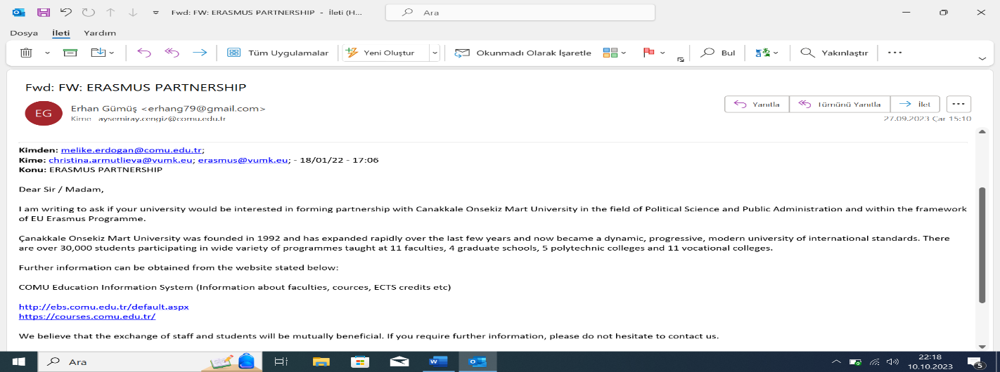 Fwd: FW: ERASMUS PARTNERSHIP - İleti (H...
Ara
Dosya İleti Yardım
Tüm Uygulamalar Yeni Oluştur Okunmadı Olarak İşaretle Bul Yakınlaştır
Fwd: FW: ERASMUS PARTNERSHIP
EG
Erhan Gümüş <erhang79@gmail.com>
Kime aysemiray.cengiz@comu.edu.tr
Yanıtla Tümünü Yanıtla İlet
27.09.2023 Çar 15:10
Kimden: melike.erdogan@comu.edu.tr;
Kime: christina.armutlieva@vumk.eu; erasmus@vumk.eu; - 18/01/22 - 17:06
Konu: ERASMUS PARTNERSHIP
Dear Sir / Madam,
I am writing to ask if your university would be interested in forming partnership with Canakkale Onsekiz Mart University in the field of Political Science and Public Administration and within the framework
of EU Erasmus Programme.
Çanakkale Onsekiz Mart University was founded in 1992 and has expanded rapidly over the last few years and now became a dynamic, progressive, modern university of international standards. There
are over 30,000 students participating in wide variety of programmes taught at 11 faculties, 4 graduate schools, 5 polytechnic colleges and 11 vocational colleges.
Further information can be obtained from the website stated below:
COMU Education Information System (Information about faculties, cources, ECTS credits etc)
http://ebs.comu.edu.tr/default.aspx
https://courses.comu.edu.tr/
We believe that the exchange of staff and students will be mutually beneficial. If you require further information, please do not hesitate to contact us.
Ara
22:18
10.10.2023
5